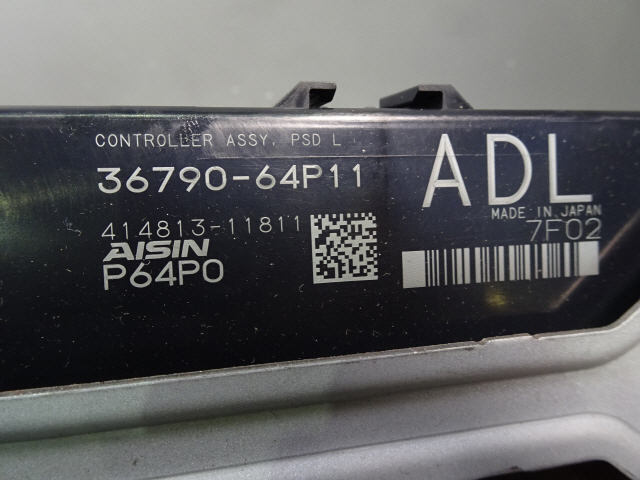 CONTROLLER ASSY, PSD L
36790-64P11
ADL
MADE IN JAPAN
414813-11811
7F02
AISIN
P64P0